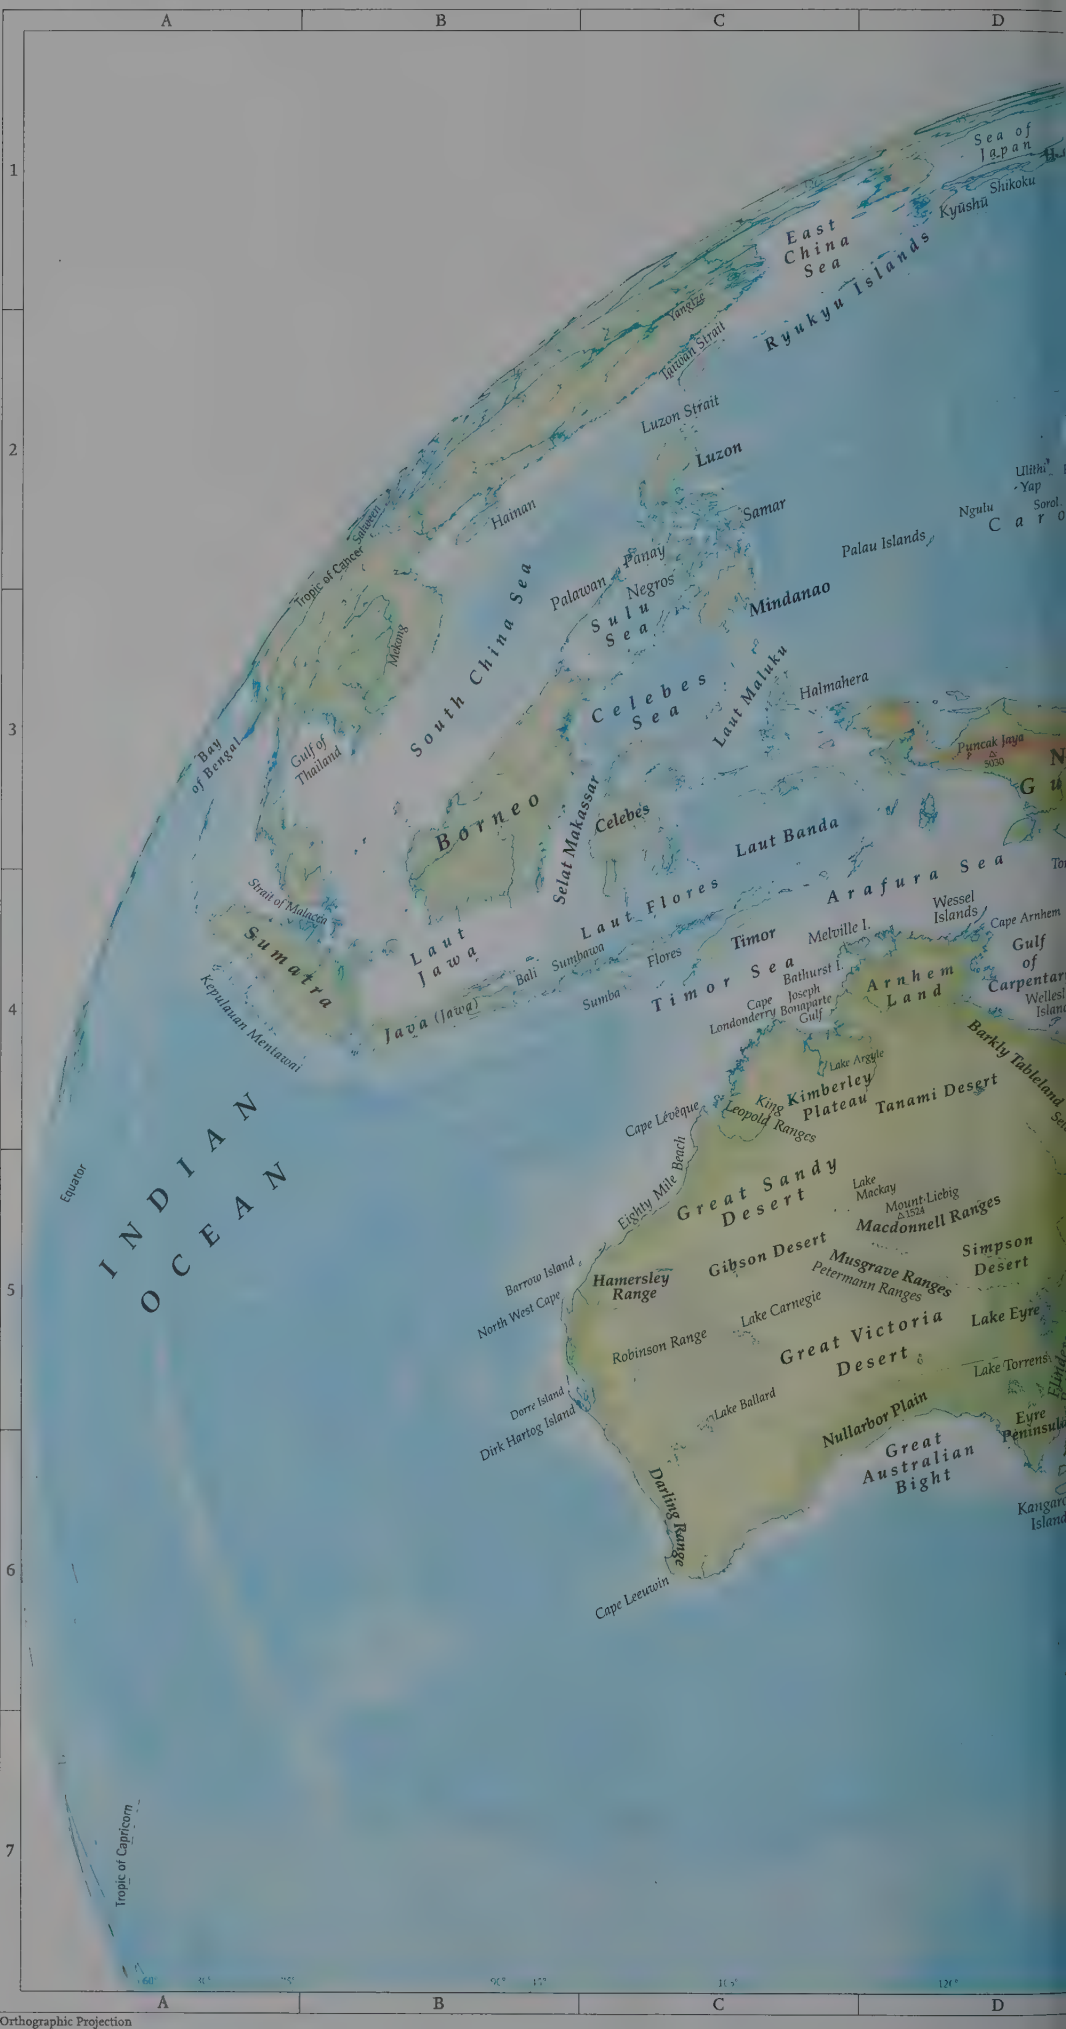 A B C D
1
2
3
4
5
6
7
Sea of
Japan
Shikoku
Kyūshū
East
China
Sea
Ryukyu Islands
Yangtze
Taiwan Strait
Luzon Strait
Luzon
Hainan
Samar
Ulithi
Yap
Ngulu
Sorol
Palau Islands
Salween
Tropic of Cancer
Panay
Palawan
Negros
Mindanao
Sulu
Sea
South China Sea
Mekong
Celebes
Sea
Laut Maluku
Halmahera
Bay
of Bengal
Gulf of
Thailand
Puncak Jaya
5030
Borneo
Selat Makassar
Celebes
Laut Banda
Laut Flores
Arafura Sea
Strait of Malacca
Sumatra
Kepulauan Mentawai
Laut
Jawa
Java (Jawa)
Bali
Sumbawa
Sumba
Flores
Timor
Timor Sea
Melville I.
Wessel
Islands
Cape Arnhem
Bathurst I.
Arnhem
Land
Gulf
of
Cape
Londonderry
Joseph
Bonaparte
Gulf
Barkly Tableland
Lake Argyle
Kimberley
Plateau
Tanami Desert
King
Leopold Ranges
Cape Lévêque
Eighty Mile Beach
INDIAN
OCEAN
Equator
Great Sandy
Desert
Lake
Mackay
Mount Liebig
1524
Macdonnell Ranges
Gibson Desert
Musgrave Ranges
Petermann Ranges
Simpson
Desert
Barrow Island
Hamersley
Range
North West Cape
Robinson Range
Lake Carnegie
Great Victoria
Desert
Lake Eyre
Lake Torrens
Dorre Island
Dirk Hartog Island
Lake Ballard
Nullarbor Plain
Great
Australian
Bight
Eyre
Darling Range
Cape Leeuwin
Tropic of Capricorn
60° 75° 90° 105° 120°
A B C D
Orthographic Projection